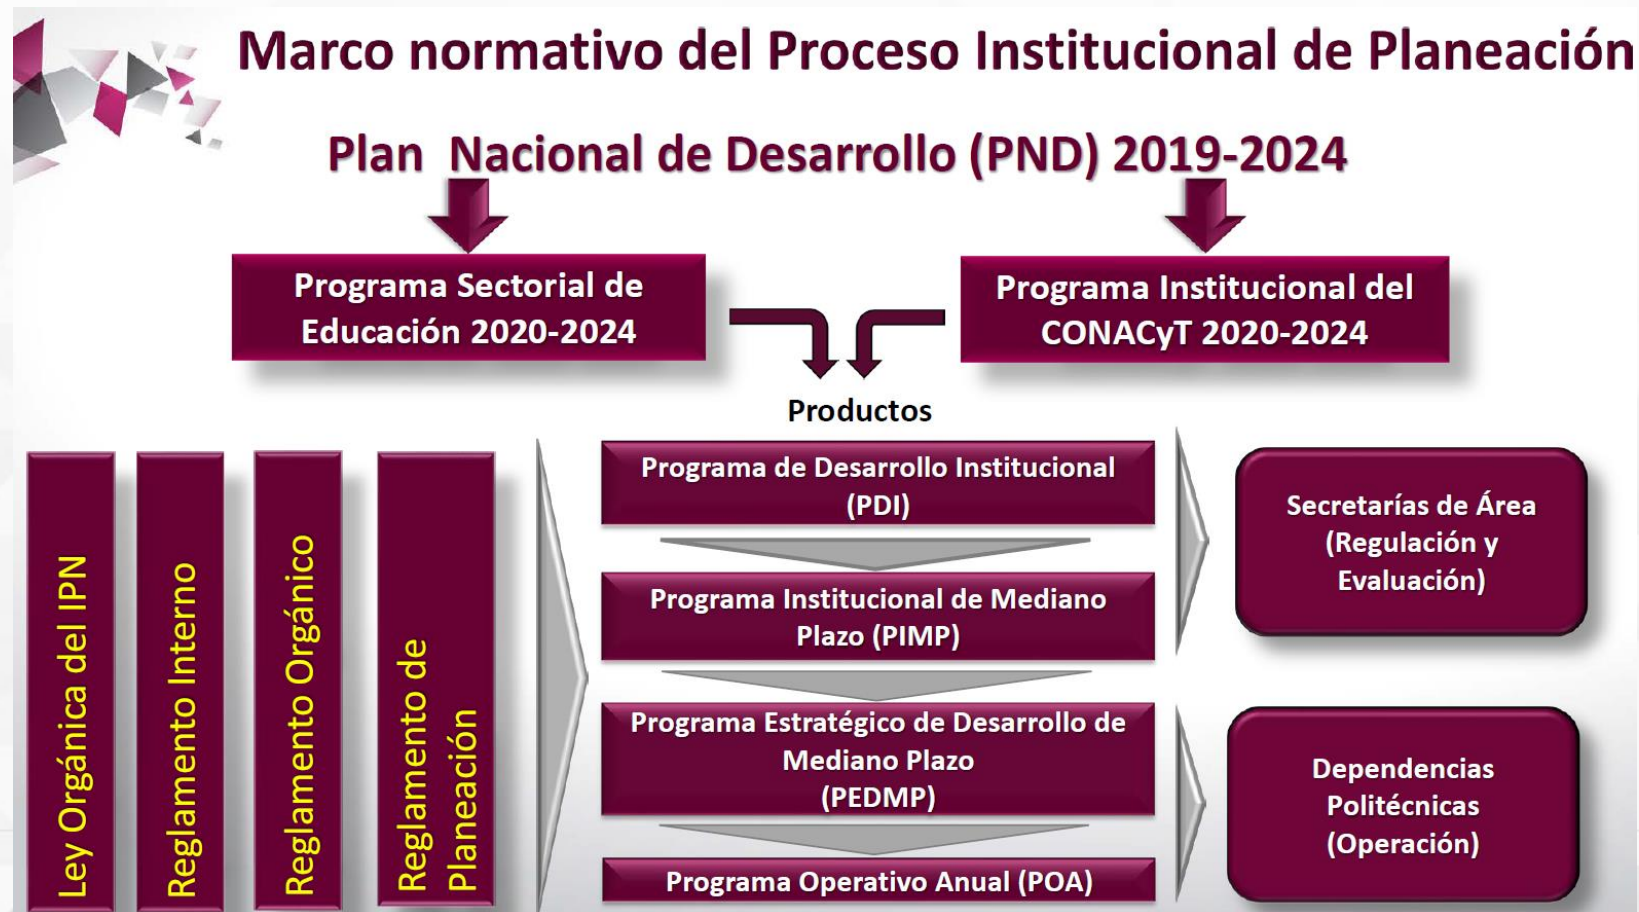 Marco normativo del Proceso Institucional de Planeación
Plan Nacional de Desarrollo (PND) 2019-2024
Programa Sectorial de
Educación 2020-2024
Programa Institucional del
CONACyT 2020-2024
Productos
Ley Orgánica del IPN
Reglamento Interno
Reglamento Orgánico
Reglamento de
Planeación
Programa de Desarrollo Institucional
(PDI)
Programa Institucional de Mediano
Plazo (PIMP)
Programa Estratégico de Desarrollo de
Mediano Plazo
(PEDMP)
Programa Operativo Anual (POA)
Secretarías de Área
(Regulación y
Evaluación)
Dependencias
Politécnicas
(Operación)